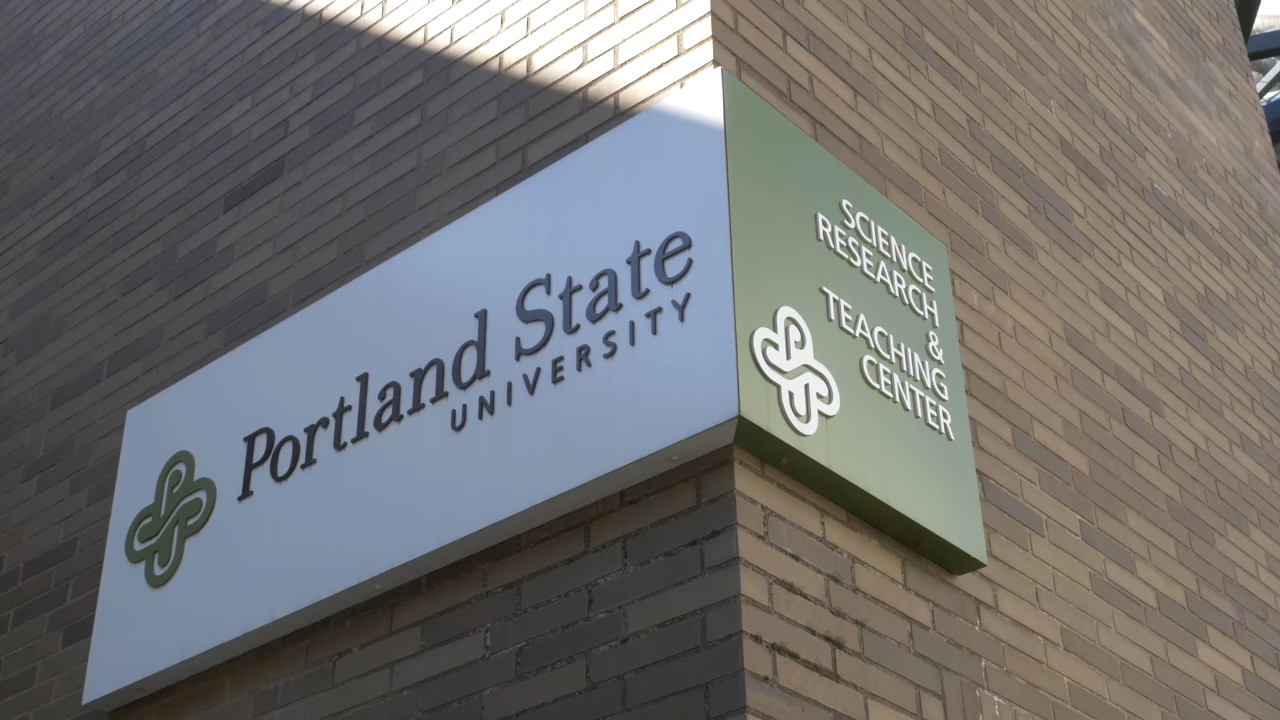 Portland State
UNIVERSITY
SCIENCE
RESEARCH
&
TEACHING
CENTER